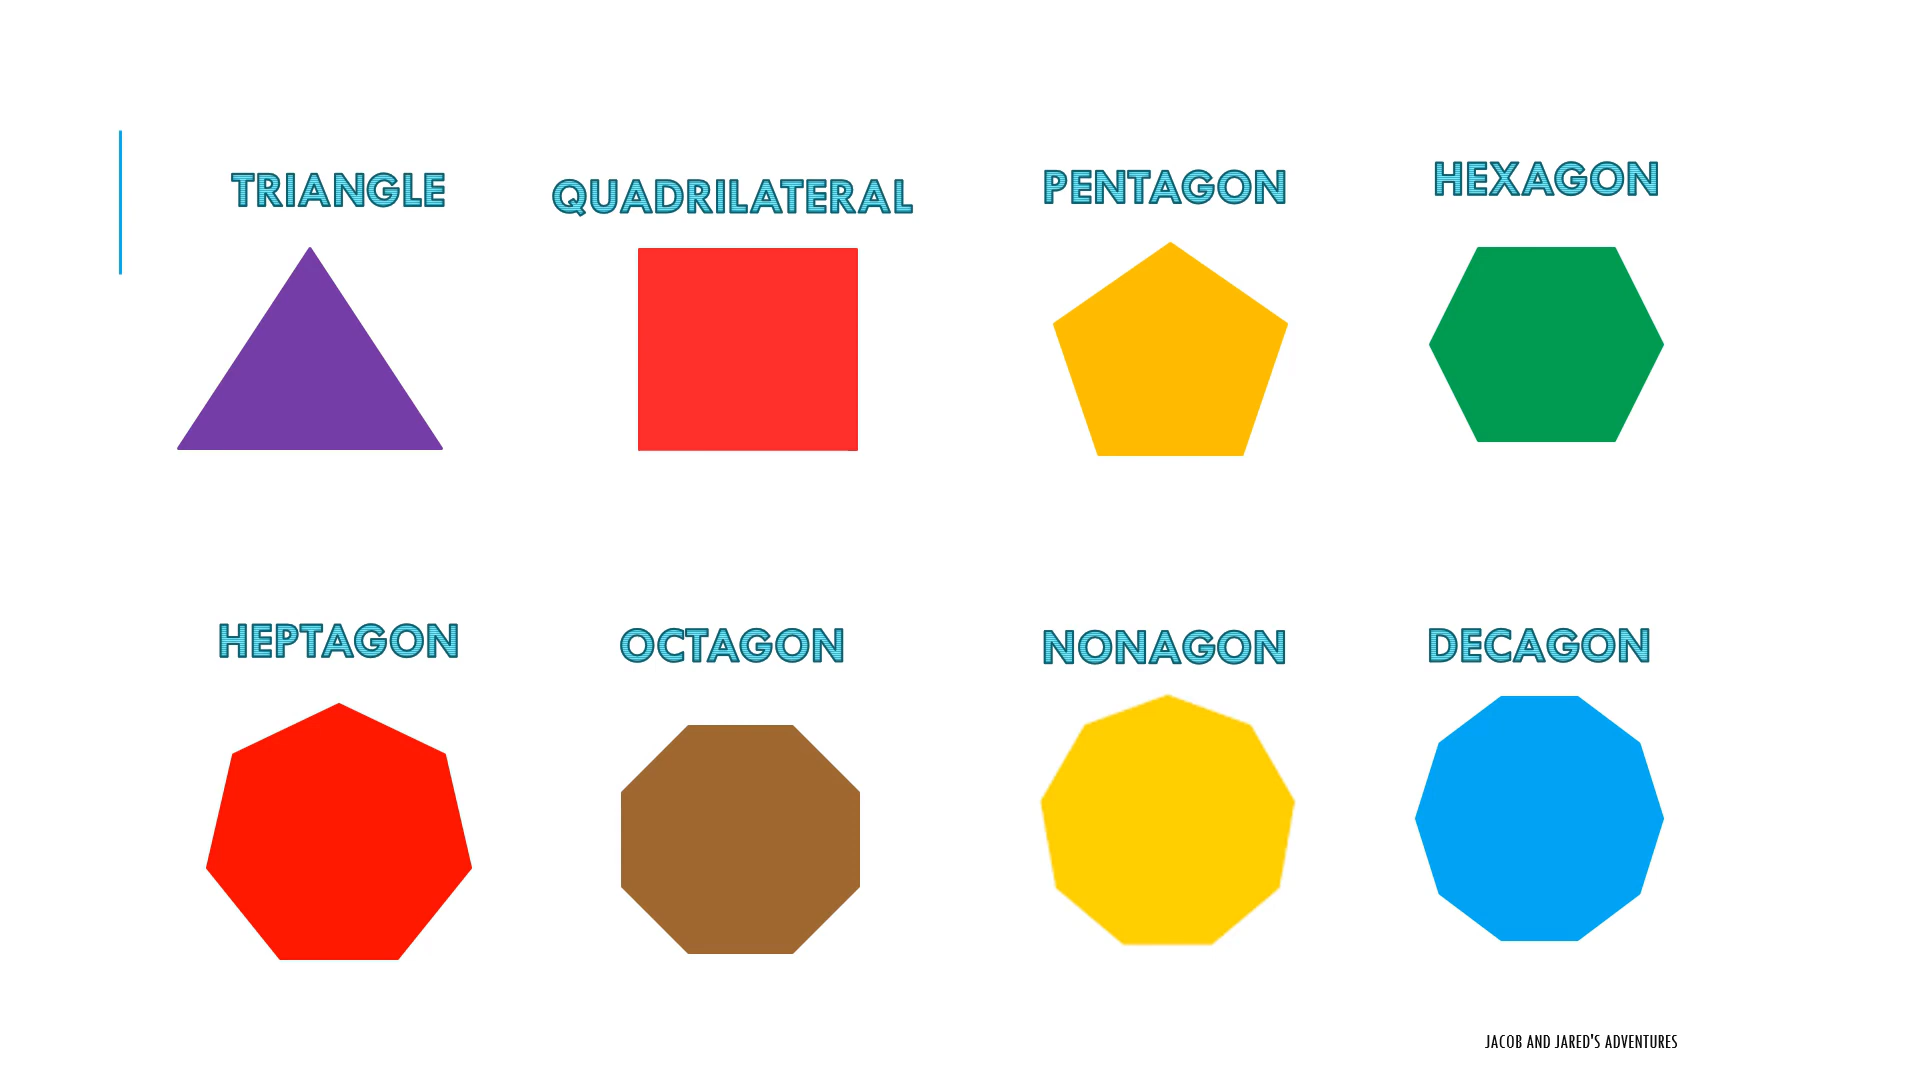 TRIANGLE
QUADRILATERAL
PENTAGON
HEXAGON
HEPTAGON
OCTAGON
NONAGON
DECAGON
JACOB AND JARED'S ADVENTURES